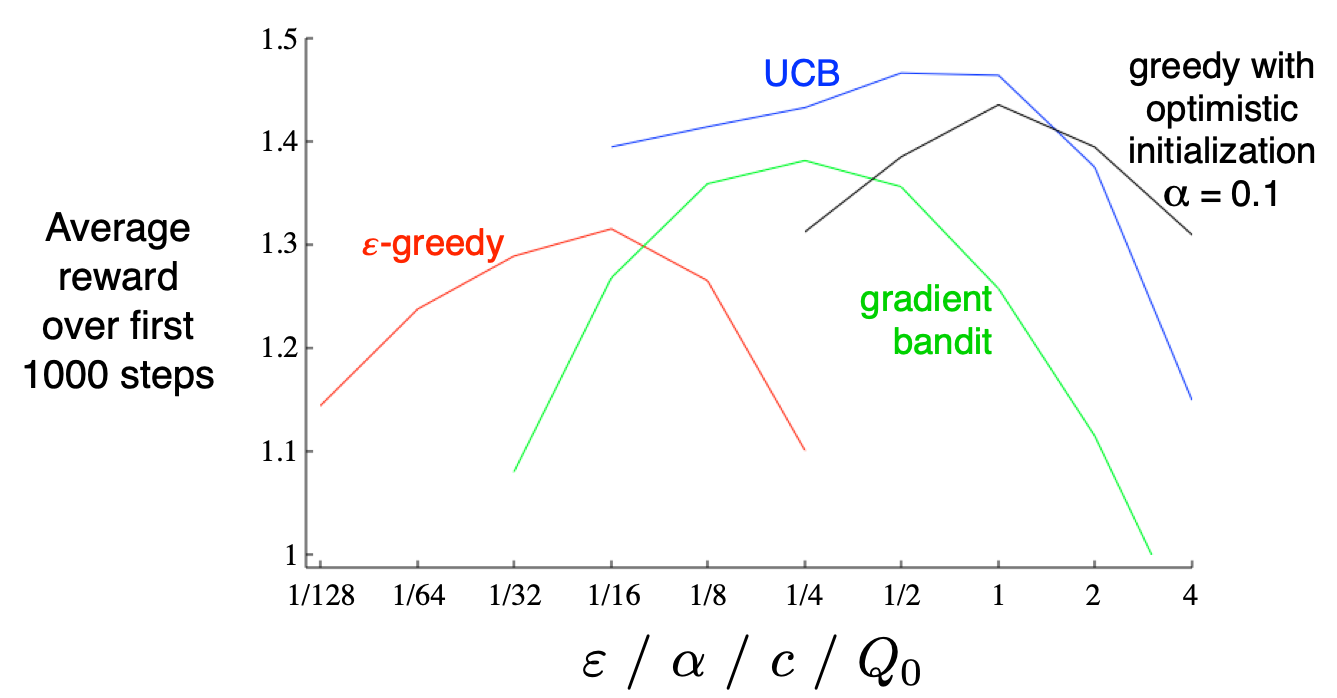 Average
reward
over first
1000 steps
1.5
1.4
1.3
1.2
1.1
1
ε-greedy
UCB
gradient
bandit
greedy with
optimistic
initialization
α = 0.1
1/128 1/64 1/32 1/16 1/8 1/4 1/2 1 2 4
ε / α / c / Q₀